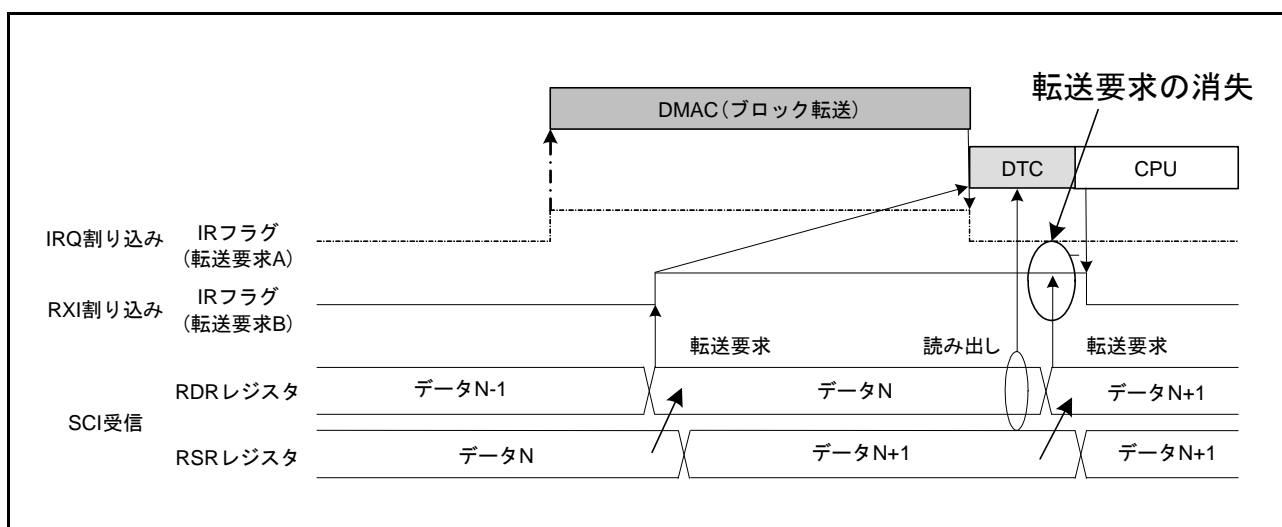 転送要求の消失
DMAC（ブロック転送）
DTC
CPU
IRQ割り込み
IRフラグ
（転送要求A）
RXI割り込み
IRフラグ
（転送要求B）
転送要求
読み出し
転送要求
SCI受信
RDRレジスタ
データN-1
データN
データN+1
RSRレジスタ
データN
データN+1
データN+1